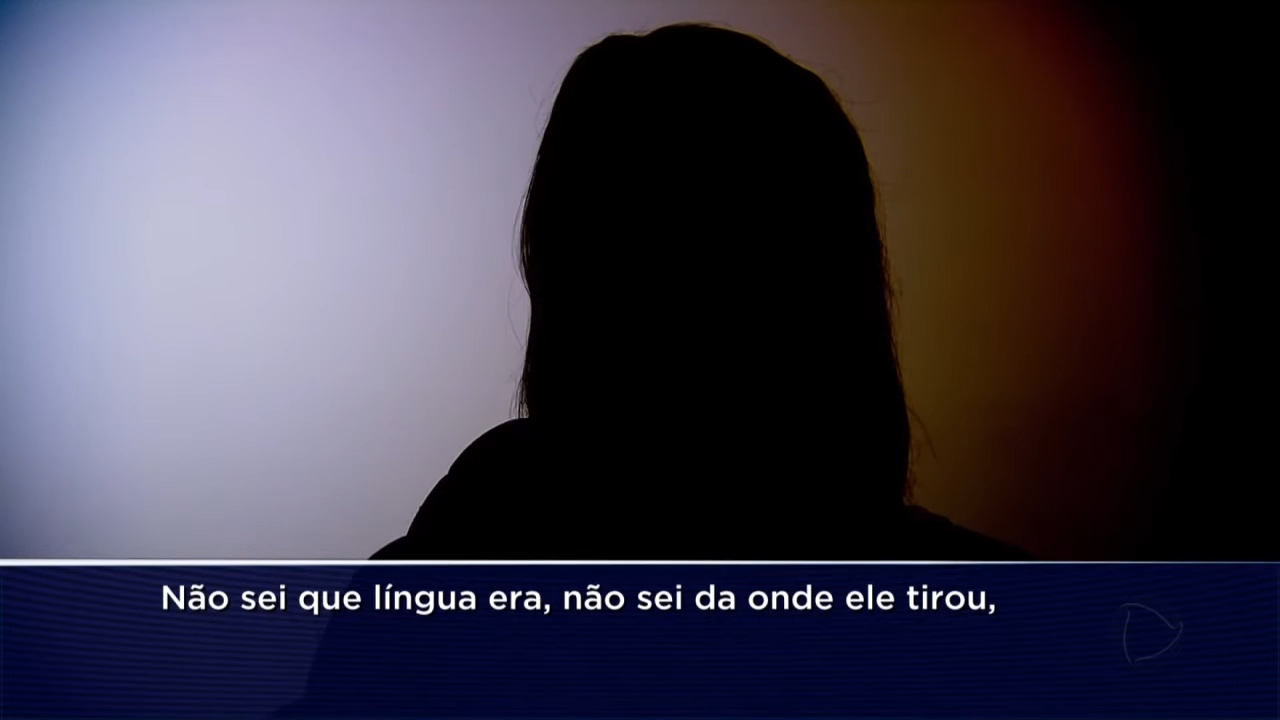 Não sei que língua era, não sei da onde ele tirou,